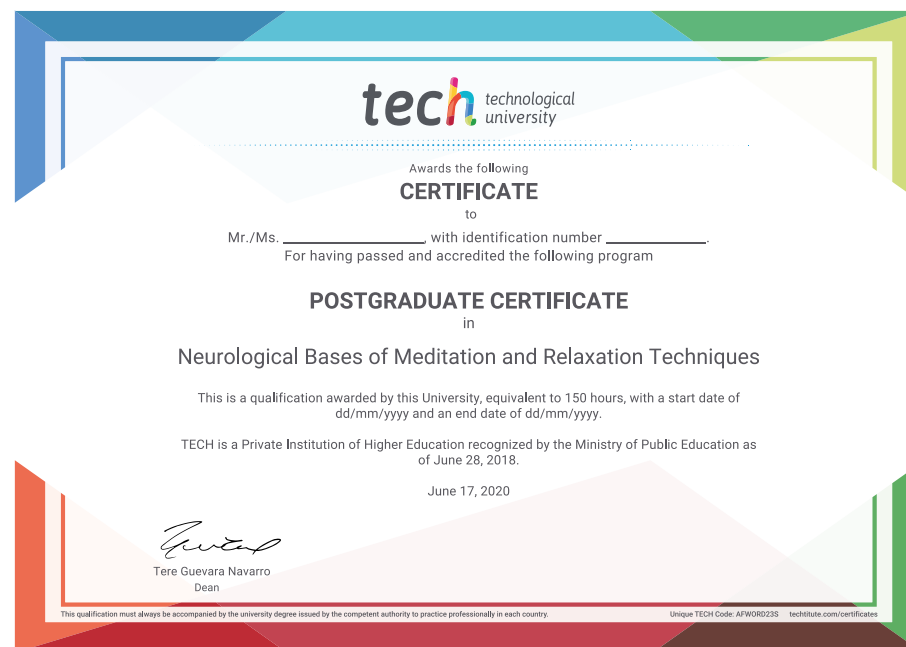 tech technological
university
Awards the following
CERTIFICATE
to
Mr./Ms. ____________________, with identification number ______________.
For having passed and accredited the following program
POSTGRADUATE CERTIFICATE
in
Neurological Bases of Meditation and Relaxation Techniques
This is a qualification awarded by this University, equivalent to 150 hours, with a start date of
dd/mm/yyyy and an end date of dd/mm/yyyy.
TECH is a Private Institution of Higher Education recognized by the Ministry of Public Education as
of June 28, 2018.
June 17, 2020
Tere Guevara Navarro
Dean
This qualification must always be accompanied by the university degree issued by the competent authority to practice professionally in each country.
Unique TECH Code: AFWORD23S techtitute.com/certificates